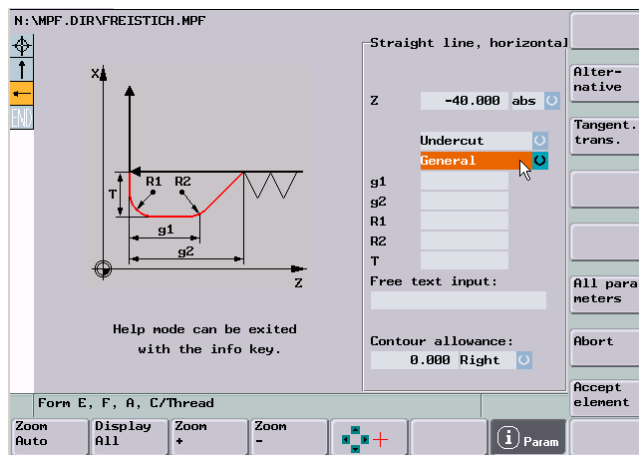 N:\MPF.DIR\FREISTICH.MPF
END
X
T
R1
R2
g1
g2
Z
Help mode can be exited
with the info key.
Straight line, horizontal
Z -40.000 abs
Undercut
General
g1
g2
R1
R2
T
Free text input:
Contour allowance:
0.000 Right
Alter-
native
Tangent.
trans.
All para
meters
Abort
Accept
element
Form E, F, A, C/Thread
Zoom
Auto
Display
All
Zoom
+
Zoom
-
i Param